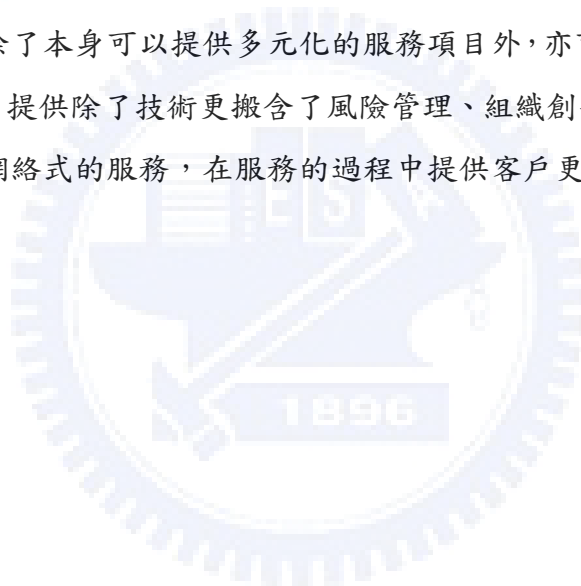 除了本身可以提供多元化的服務項目外，亦
，提供除了技術更搬含了風險管理、組織創
網絡式的服務，在服務的過程中提供客戶更
ES
1896